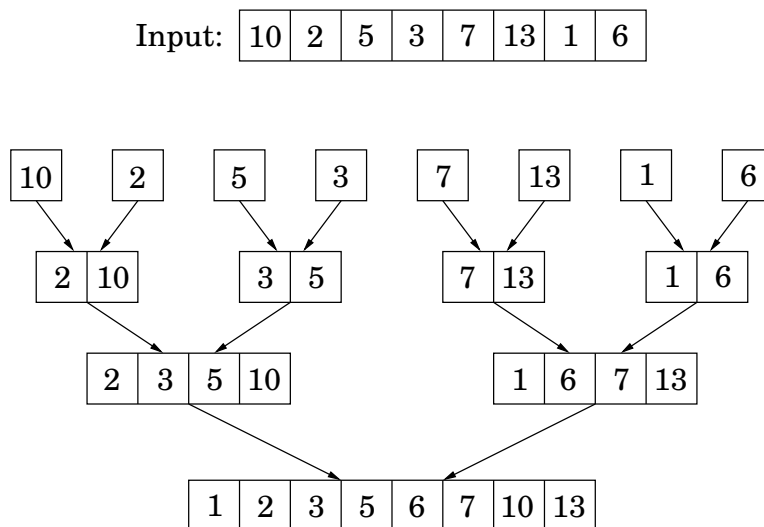 Input: 10 2 5 3 7 13 1 6
10 2 5 3 7 13 1 6
2 10 3 5 7 13 1 6
2 3 5 10 1 6 7 13
1 2 3 5 6 7 10 13